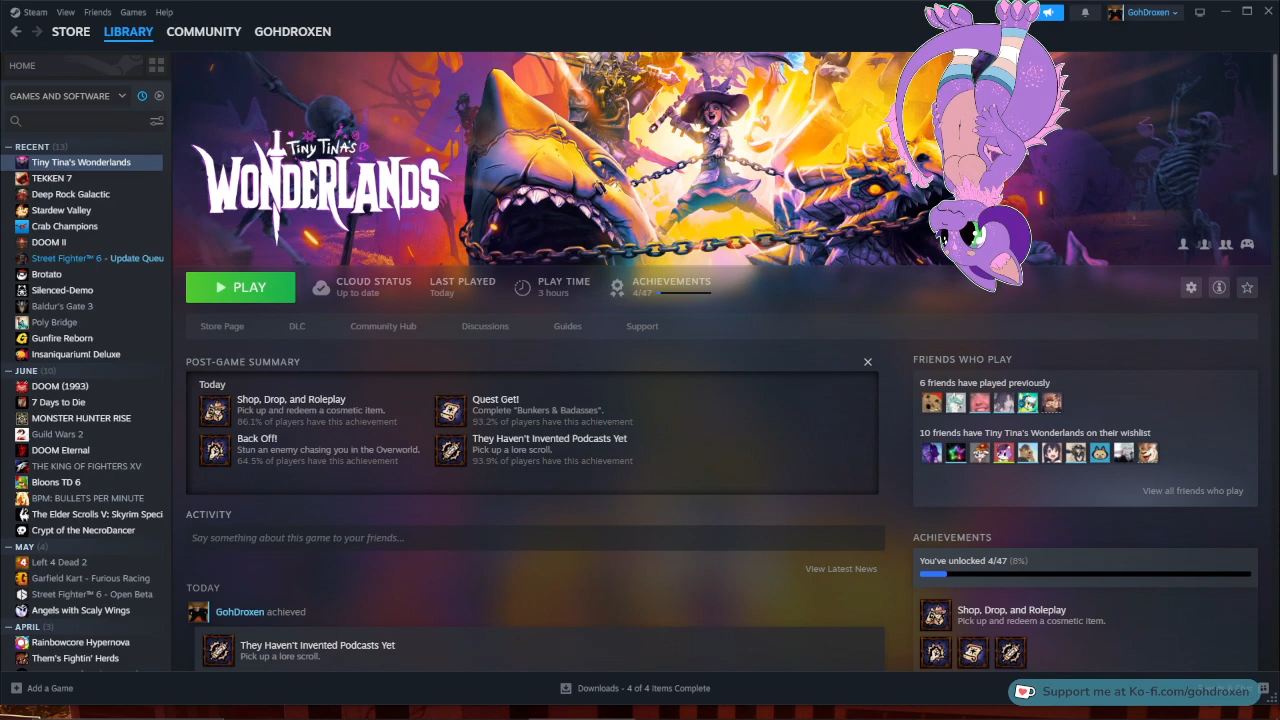 Steam View Friends Games Help
GohDroxen
STORE LIBRARY COMMUNITY GOHDROXEN
HOME
GAMES AND SOFTWARE
RECENT (13)
Tiny Tina's Wonderlands
TEKKEN 7
Deep Rock Galactic
Stardew Valley
Crab Champions
DOOM II
Street Fighter™ 6 - Update Queu
Brotato
Silenced-Demo
Baldur's Gate 3
Poly Bridge
Gunfire Reborn
Insaniquarium! Deluxe
JUNE (10)
DOOM (1993)
7 Days to Die
MONSTER HUNTER RISE
Guild Wars 2
DOOM Eternal
THE KING OF FIGHTERS XV
Bloons TD 6
BPM: BULLETS PER MINUTE
The Elder Scrolls V: Skyrim Speci
Crypt of the NecroDancer
MAY (4)
Left 4 Dead 2
Garfield Kart - Furious Racing
Street Fighter™ 6 - Open Beta
Angels with Scaly Wings
APRIL (3)
Rainbowcore Hypernova
Them's Fightin' Herds
TINY TINA'S
WONDERLANDS
PLAY
CLOUD STATUS
Up to date
LAST PLAYED
Today
PLAY TIME
3 hours
ACHIEVEMENTS
4/47
Store Page DLC Community Hub Discussions Guides Support
POST-GAME SUMMARY
Today
Shop, Drop, and Roleplay
Pick up and redeem a cosmetic item.
86.1% of players have this achievement
Quest Get!
Complete "Bunkers & Badasses".
93.2% of players have this achievement
Back Off!
Stun an enemy chasing you in the Overworld.
64.5% of players have this achievement
They Haven't Invented Podcasts Yet
Pick up a lore scroll.
93.9% of players have this achievement
ACTIVITY
Say something about this game to your friends...
View Latest News
TODAY
GohDroxen achieved
They Haven't Invented Podcasts Yet
Pick up a lore scroll.
FRIENDS WHO PLAY
6 friends have played previously
10 friends have Tiny Tina's Wonderlands on their wishlist
View all friends who play
ACHIEVEMENTS
You've unlocked 4/47 (8%)
Shop, Drop, and Roleplay
Pick up and redeem a cosmetic item.
Add a Game
Downloads - 4 of 4 Items Complete
Support me at Ko-fi.com/gohdroxen